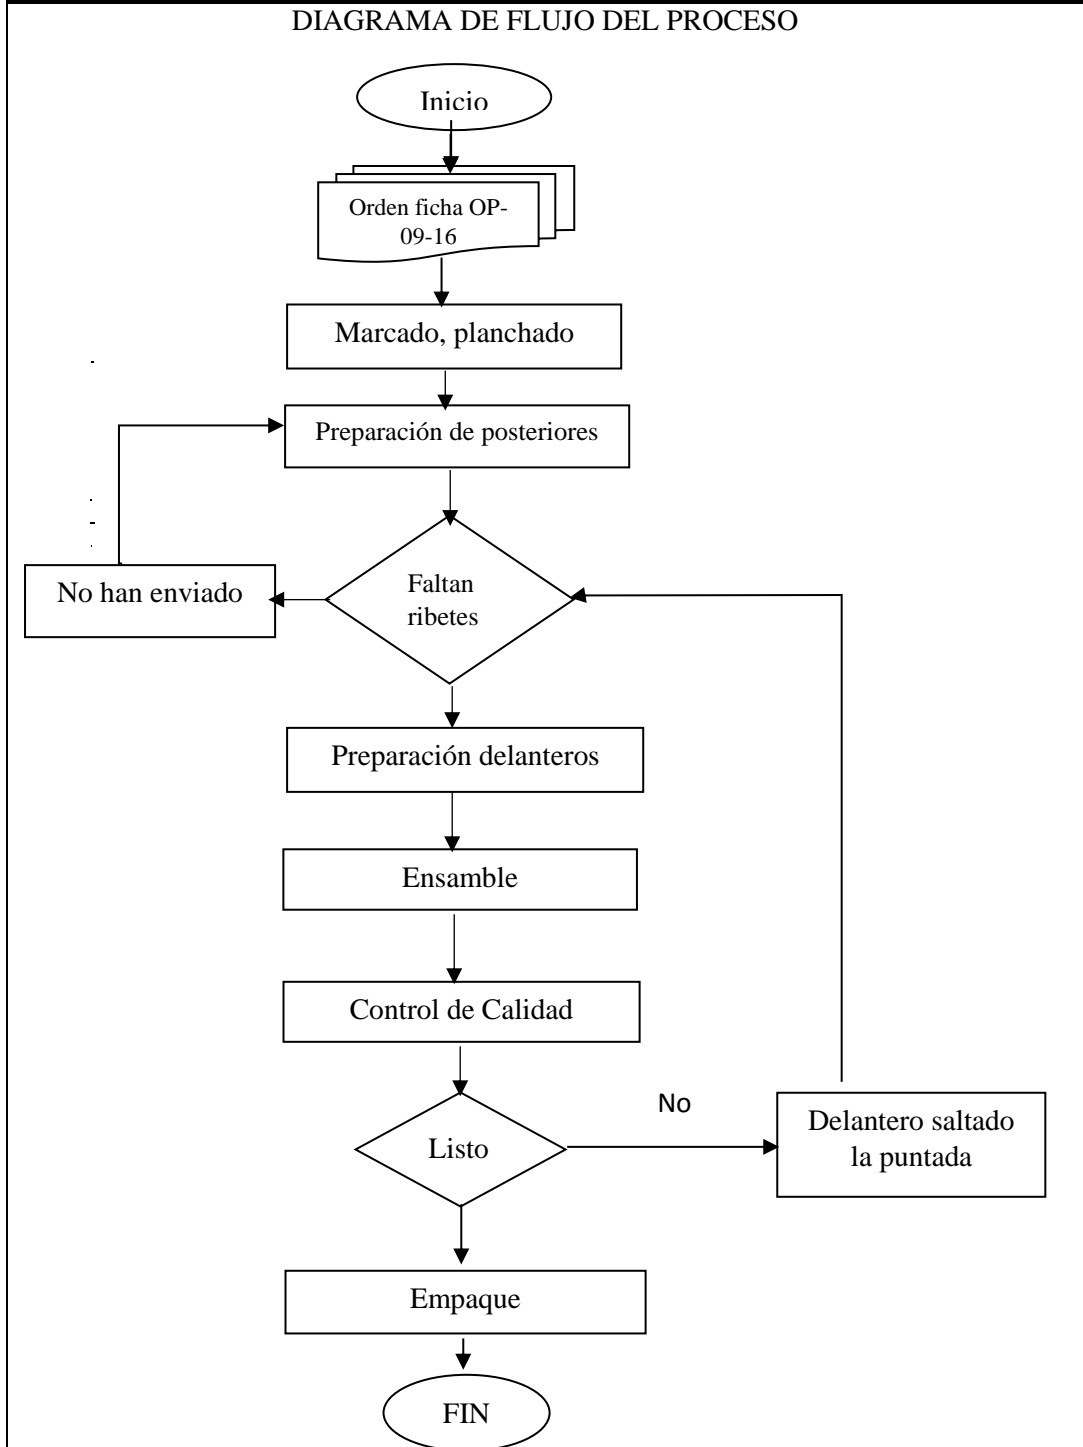 DIAGRAMA DE FLUJO DEL PROCESO
Inicio
Orden ficha OP-
09-16
Marcado, planchado
Preparación de posteriores
No han enviado
Faltan
ribetes
Preparación delanteros
Ensamble
Control de Calidad
Listo
No
Delantero saltado
la puntada
Empaque
FIN